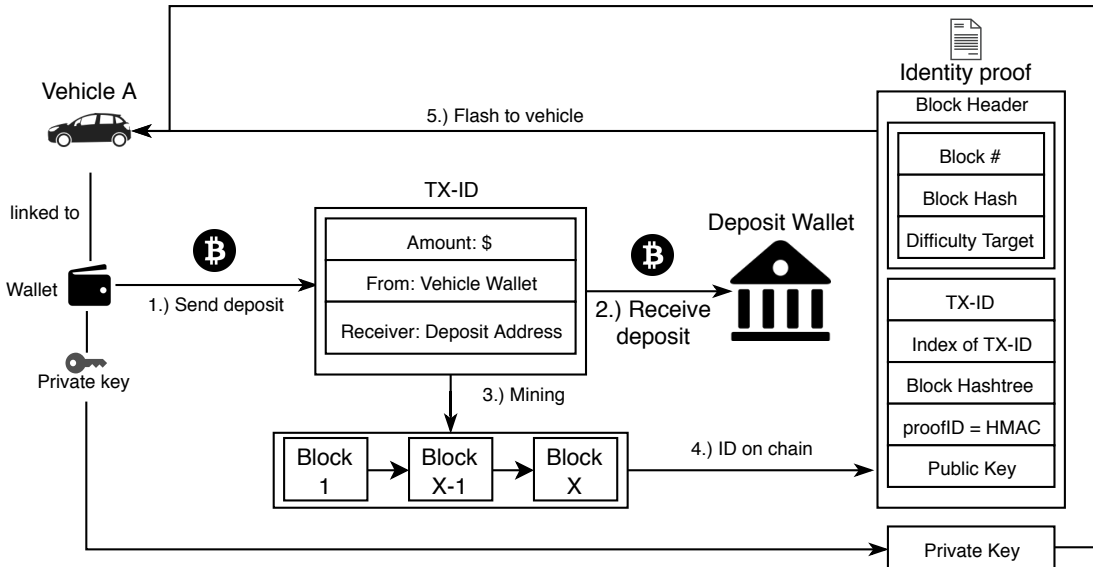 Identity proof
Vehicle A
Block Header
5.) Flash to vehicle
Block #
Block Hash
Difficulty Target
linked to
TX-ID
Amount: $
From: Vehicle Wallet
Receiver: Deposit Address
Deposit Wallet
Wallet
1.) Send deposit
2.) Receive
deposit
TX-ID
Index of TX-ID
Block Hashtree
proofID = HMAC
Public Key
Private key
3.) Mining
Block
1
Block
X-1
Block
X
4.) ID on chain
Private Key